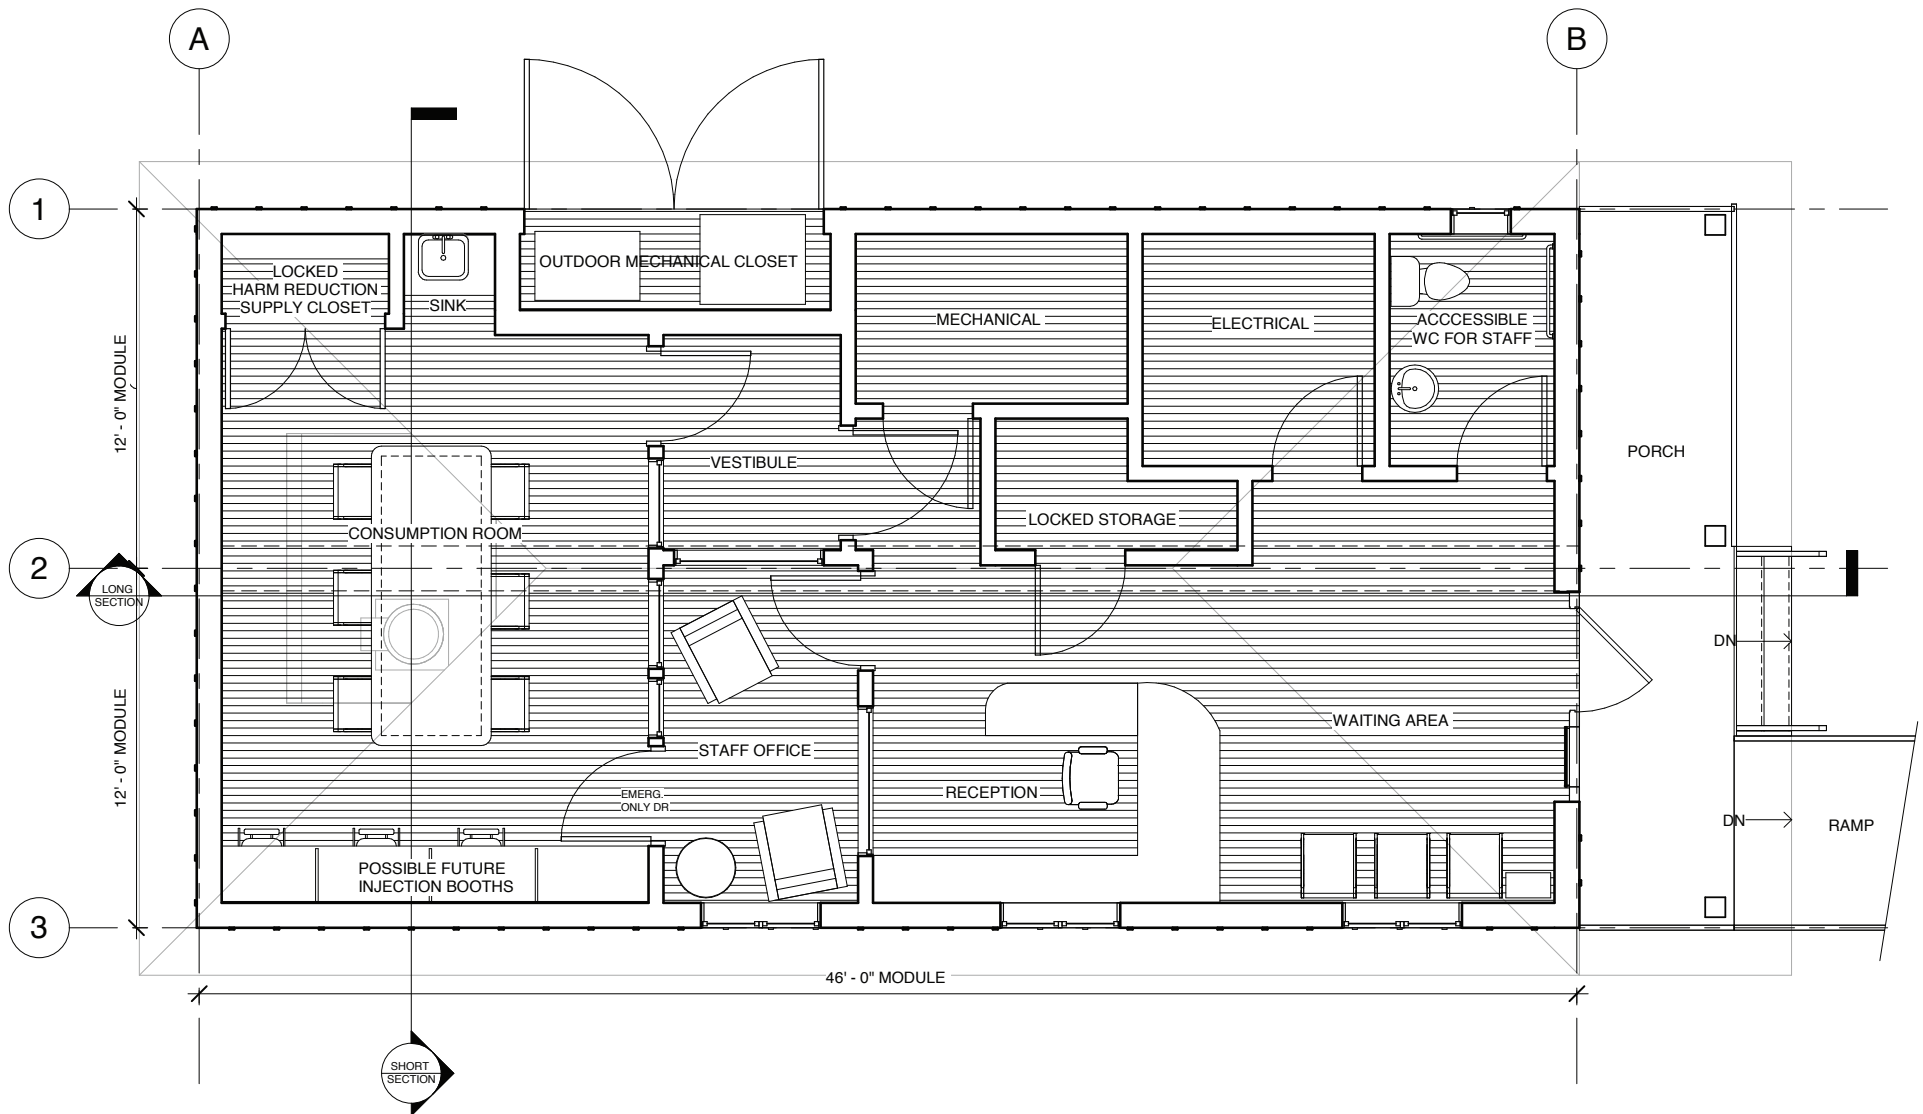 A
B
1
LOCKED
HARM REDUCTION
SUPPLY CLOSET
SINK
OUTDOOR MECHANICAL CLOSET
MECHANICAL
ELECTRICAL
ACCCESSIBLE
WC FOR STAFF
12' - 0" MODULE
PORCH
VESTIBULE
CONSUMPTION ROOM
LOCKED STORAGE
2
LONG
SECTION
DN
WAITING AREA
STAFF OFFICE
12' - 0" MODULE
EMERG.
ONLY DR
RECEPTION
DN
RAMP
POSSIBLE FUTURE
INJECTION BOOTHS
3
46' - 0" MODULE
SHORT
SECTION